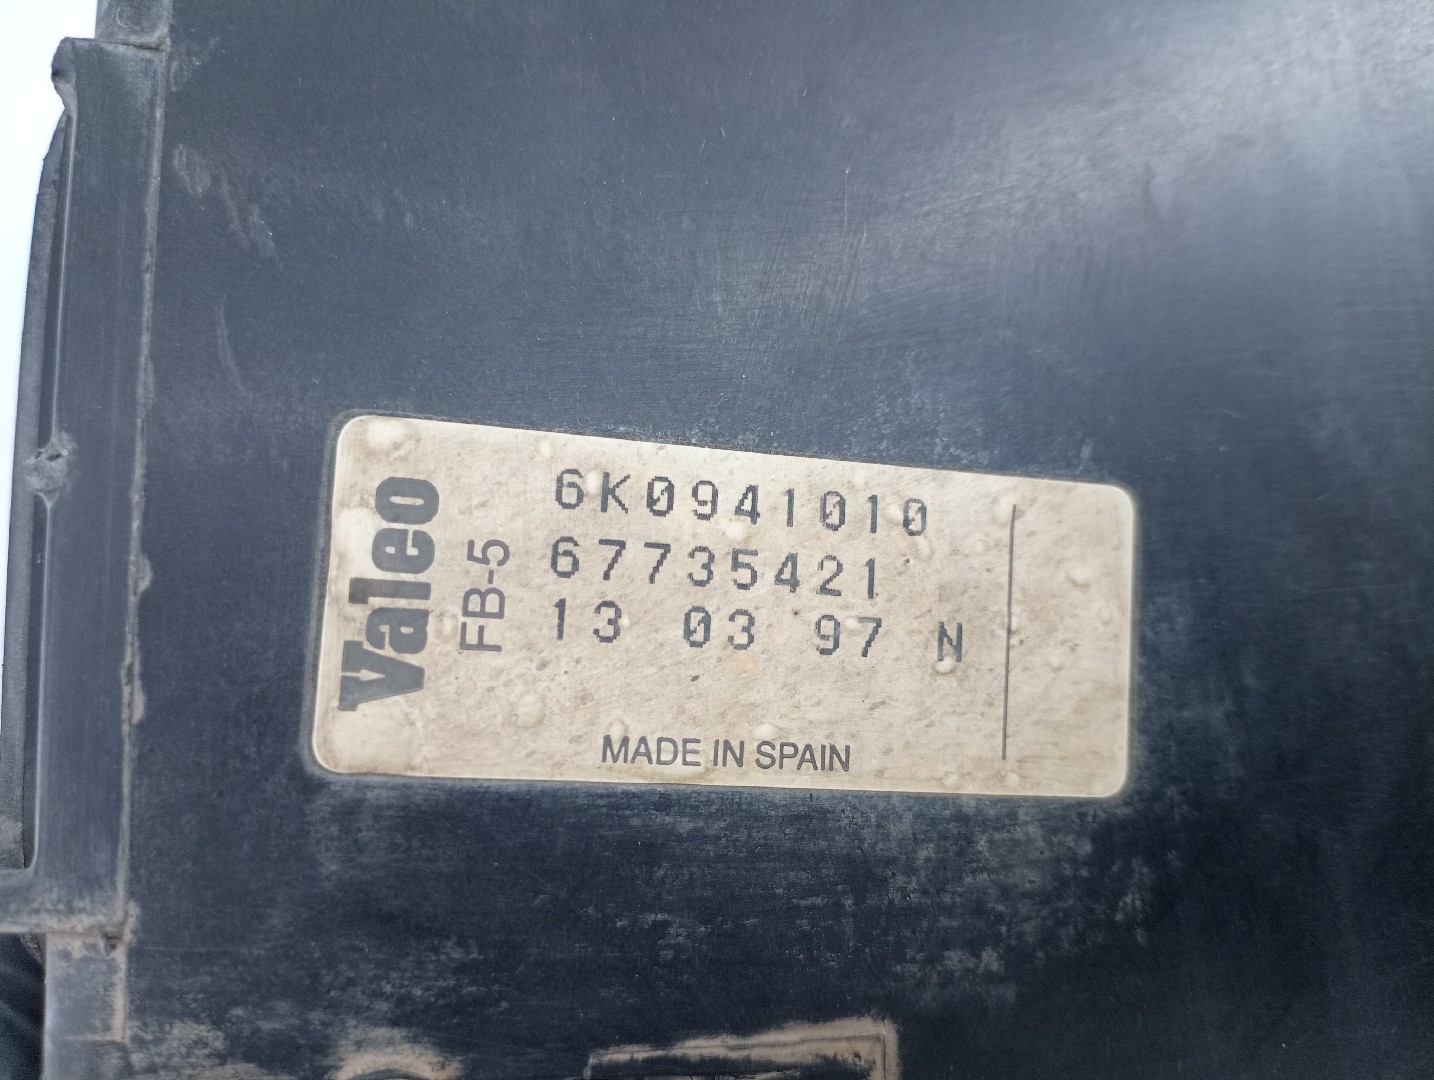 Valeo
FB-5
6K0941010
67735421
13 03 97 N
MADE IN SPAIN